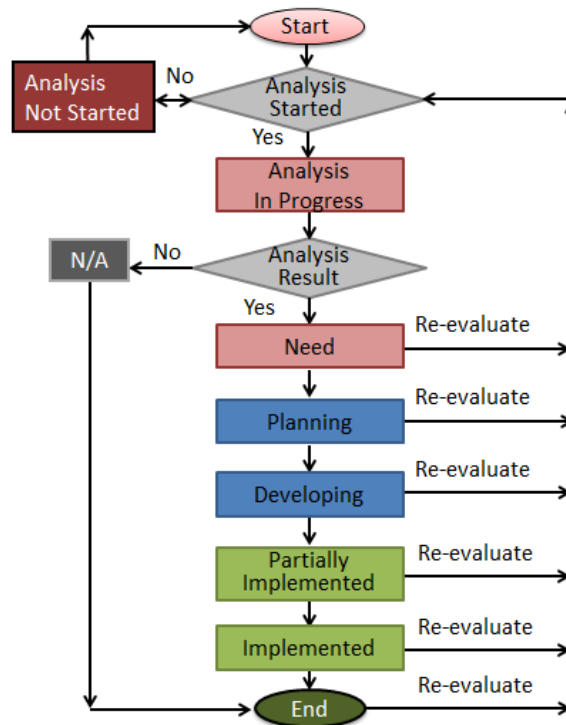 Start
Analysis
Not Started
No
Analysis
Started
Yes
Analysis
In Progress
N/A
No
Analysis
Result
Yes
Need
Re-evaluate
Planning
Re-evaluate
Developing
Re-evaluate
Partially
Implemented
Re-evaluate
Implemented
Re-evaluate
End
Re-evaluate